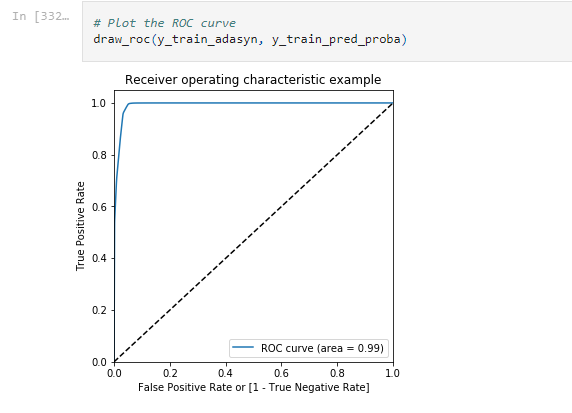 In [332…
# Plot the ROC curve
draw_roc(y_train_adasyn, y_train_pred_proba)
Receiver operating characteristic example
1.0
0.8
0.6
0.4
0.2
0.0
True Positive Rate
ROC curve (area = 0.99)
0.0 0.2 0.4 0.6 0.8 1.0
False Positive Rate or [1 - True Negative Rate]